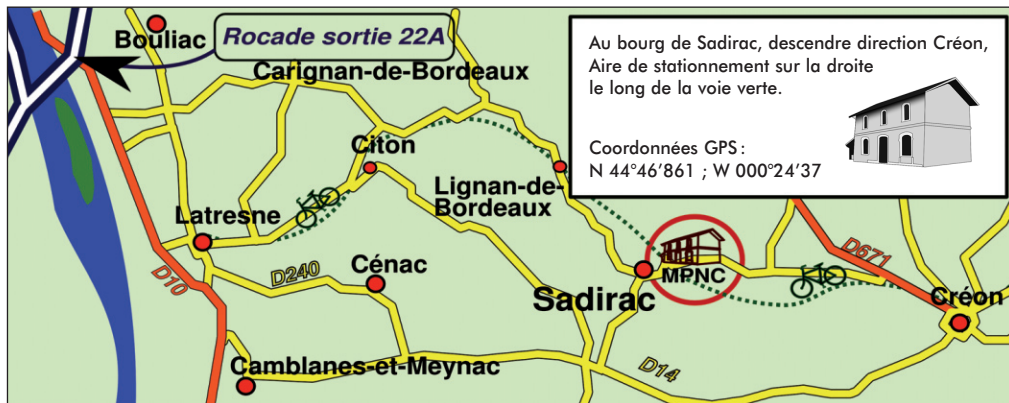 Bouliac
Rocade sortie 22A
Carignan-de-Bordeaux
Au bourg de Sadirac, descendre direction Créon,
Aire de stationnement sur la droite
le long de la voie verte.
Coordonnées GPS :
N 44°46’861 ; W 000°24’37
Citon
Lignan-de-
Bordeaux
Latresne
D10
D240
Cénac
Sadirac
MPNC
D671
Créon
Camblanes-et-Meynac
D14